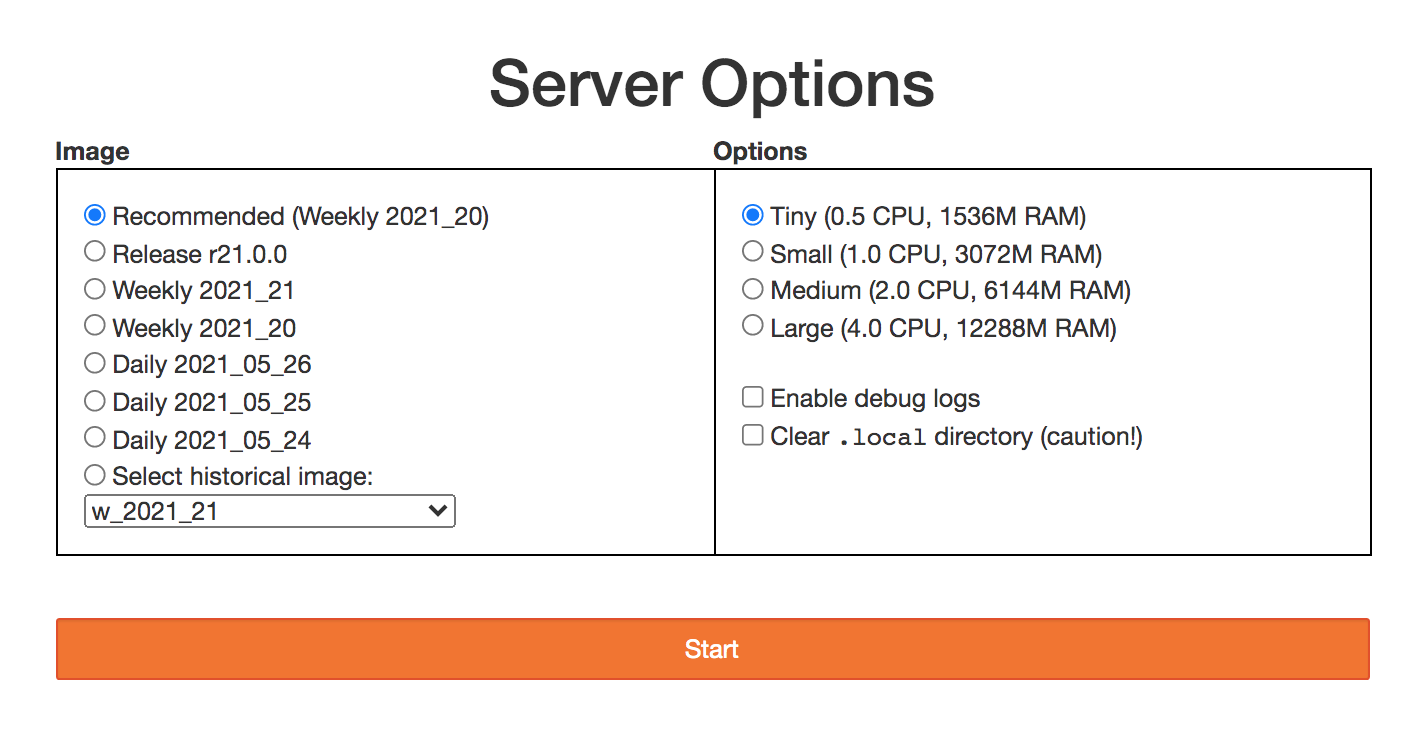 Server Options
Image
Recommended (Weekly 2021_20)
Release r21.0.0
Weekly 2021_21
Weekly 2021_20
Daily 2021_05_26
Daily 2021_05_25
Daily 2021_05_24
Select historical image:
w_2021_21
Options
Tiny (0.5 CPU, 1536M RAM)
Small (1.0 CPU, 3072M RAM)
Medium (2.0 CPU, 6144M RAM)
Large (4.0 CPU, 12288M RAM)
Enable debug logs
Clear .local directory (caution!)
Start